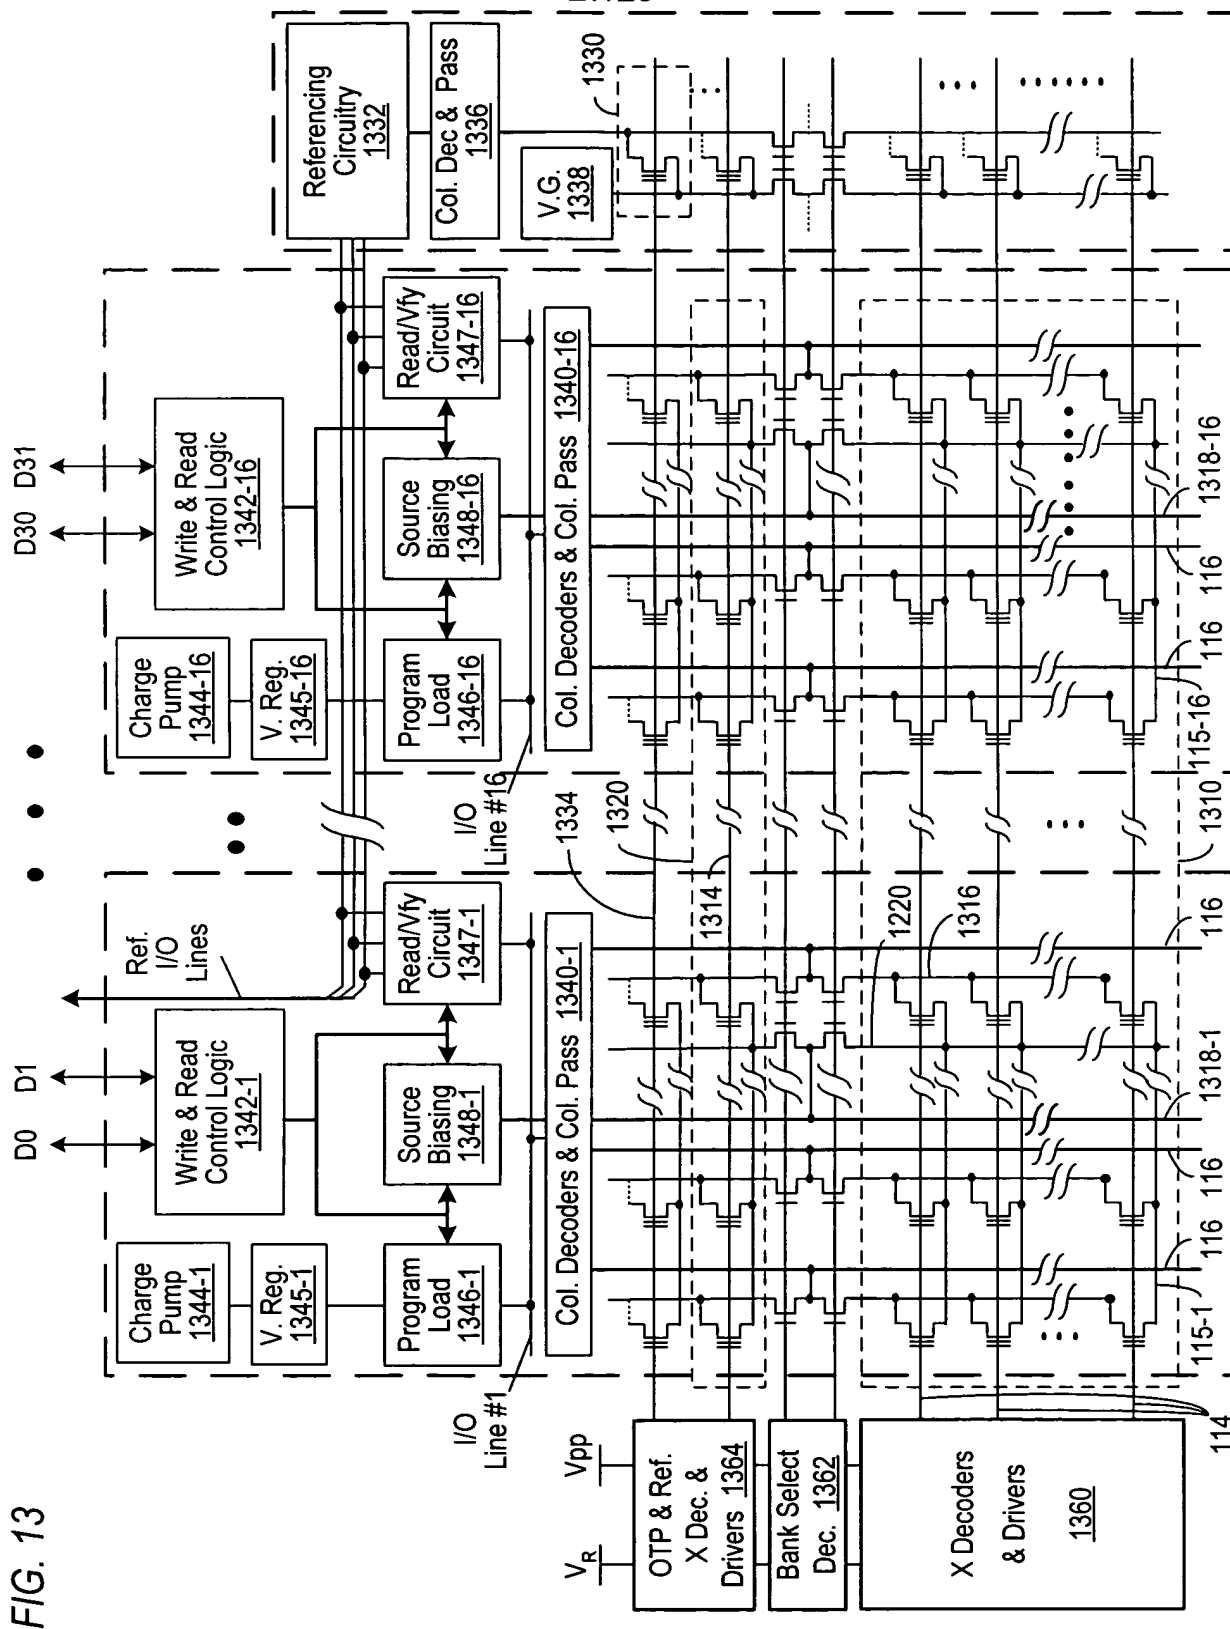 FIG. 13
D0
D1
D30
D31
Write & Read
Control Logic
1342-1
Ref.
I/O
Lines
Write & Read
Control Logic
1342-16
Charge
Pump
1344-1
V. Reg.
1345-1
Charge
Pump
1344-16
V. Reg.
1345-16
Program
Load
1346-1
Source
Biasing
1348-1
Read/Vfy
Circuit
1347-1
Program
Load
1346-16
Source
Biasing
1348-16
Read/Vfy
Circuit
1347-16
Referencing
Circuitry
1332
Col. Dec & Pass
1336
V.G.
1338
1330
I/O
Line #1
I/O
Line #16
Col. Decoders & Col. Pass 1340-1
Col. Decoders & Col. Pass 1340-16
VR
Vpp
OTP & Ref.
X Dec. &
Drivers 1364
Bank Select
Dec. 1362
X Decoders
& Drivers
1360
1334
1320
1314
1220
1316
114
115-1
116
116
1318-1
116
1310
115-16
116
116
1318-16